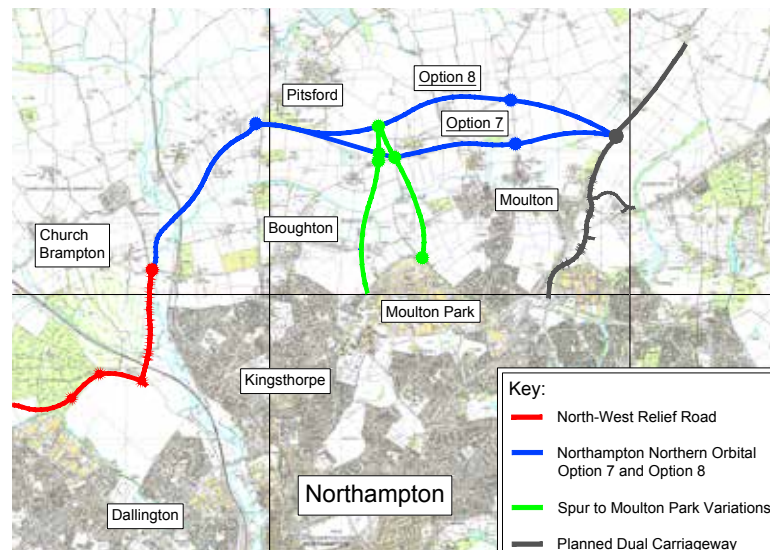 Option 8
Pitsford
Option 7
Moulton
Boughton
Church
Brampton
Moulton Park
Kingsthorpe
Key:
North-West Relief Road
Northampton Northern Orbital
Option 7 and Option 8
Spur to Moulton Park Variations
Planned Dual Carriageway
Northampton
Dallington